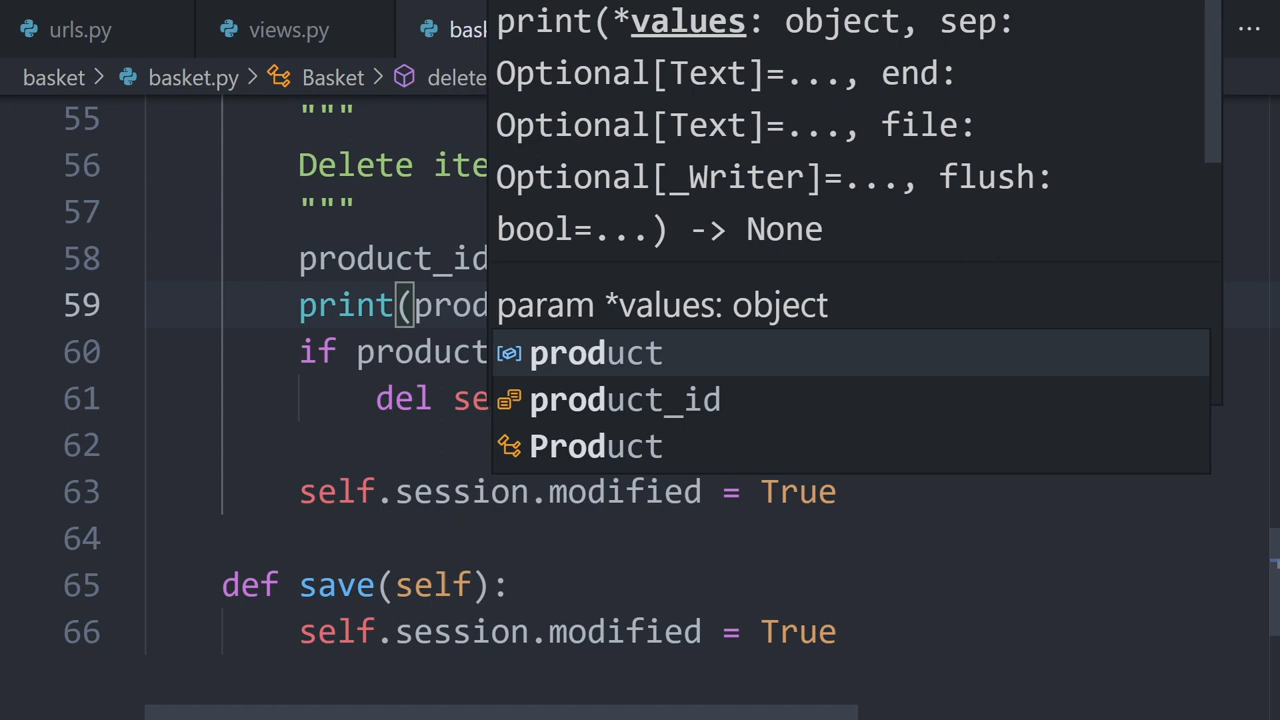 urls.py views.py bask ...
basket > basket.py > Basket > delete
55 """
56 Delete ite
57 """
58 product_id
59 print(prod
60 if product
61 del se
62
63 self.session.modified = True
64
65 def save(self):
66 self.session.modified = True
print(*values: object, sep:
Optional[Text]=..., end:
Optional[Text]=..., file:
Optional[_Writer]=..., flush:
bool=...) -> None
param *values: object
product
product_id
Product